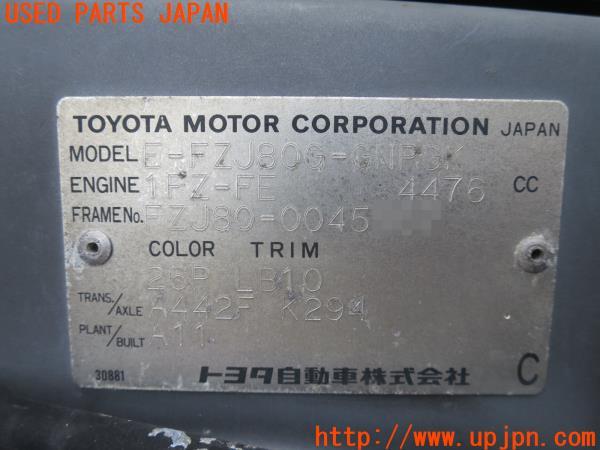 USED PARTS JAPAN
TOYOTA MOTOR CORPORATION JAPAN
MODEL E-FZJ80G-GNPGK
ENGINE 1FZ-FE 4476 CC
FRAME No. FZJ80-0045
COLOR TRIM
26P LB10
TRANS./AXLE A442F K294
PLANT/BUILT A11
30881 トヨタ自動車株式会社 C
https://www.upjpn.com/